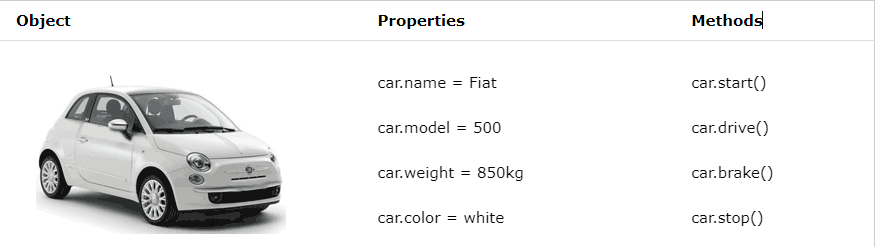 Object Properties Methods
car.name = Fiat car.start()
car.model = 500 car.drive()
car.weight = 850kg car.brake()
car.color = white car.stop()